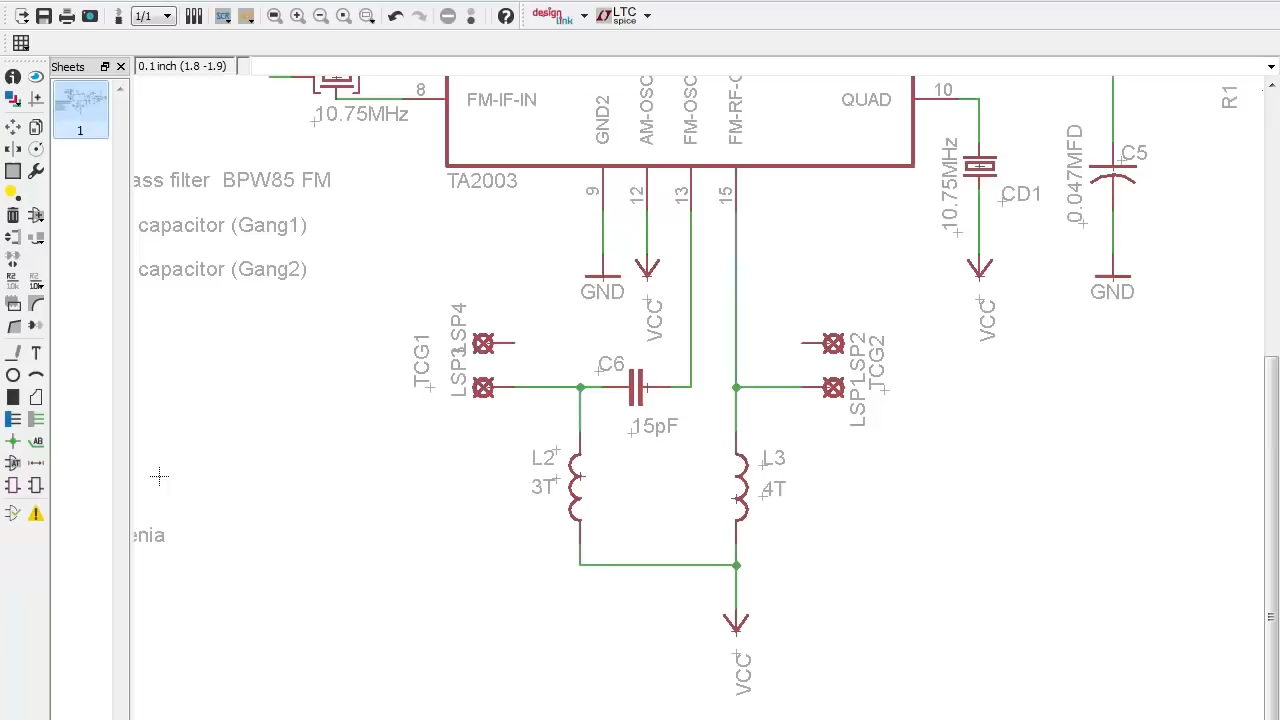 1/1
design
link
LTC
spice
Sheets
0.1 inch (1.8 -1.9)
1
8
FM-IF-IN
10.75MHz
GND2
AM-OSC
FM-OSC
FM-RF-
QUAD
10
R1
TA2003
9
12
13
15
10.75MHz
CD1
0.047MFD
C5
ass filter BPW85 FM
capacitor (Gang1)
capacitor (Gang2)
GND
VCC
VCC
GND
TCG1
LSP4
LSP3
C6
15pF
LSP2
LSP1
TCG2
L2
3T
L3
4T
enia
VCC